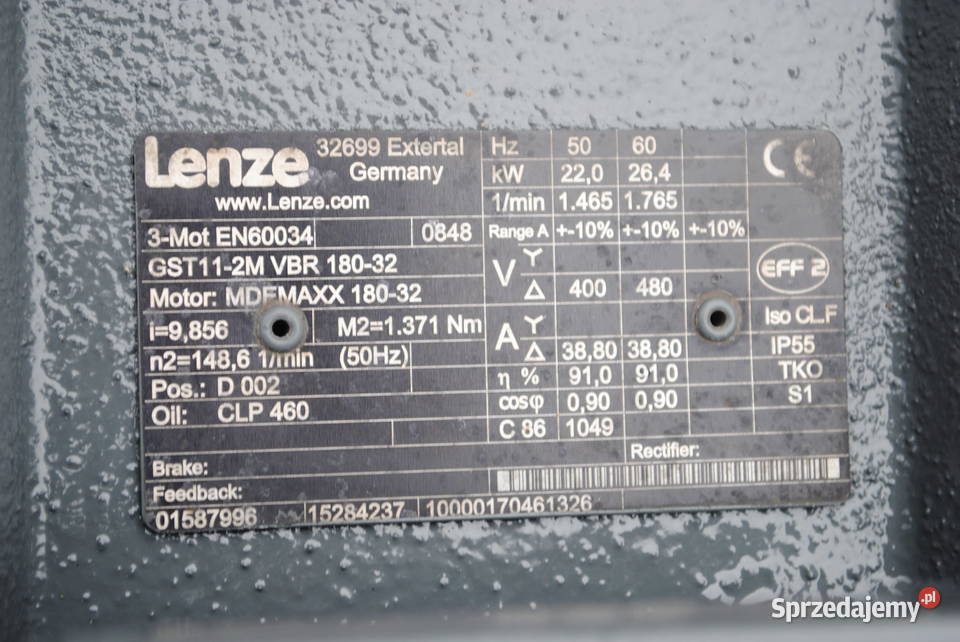 Lenze
32699 Extertal
Germany
www.Lenze.com
3-Mot EN60034 0848
GST11-2M VBR 180-32
Motor: MDFMAXX 180-32
i=9,856 M2=1.371 Nm
n2=148,6 1/min (50Hz)
Pos.: D 002
Oil: CLP 460
Brake:
Feedback:
01587996 15284237 10000170461326
Hz 50 60
kW 22,0 26,4
1/min 1.465 1.765
Range A +-10% +-10% +-10%
V Y
Δ 400 480
A Y
Δ 38,80 38,80
η % 91,0 91,0
cosφ 0,90 0,90
C 86 1049
Rectifier:
CE
EFF 2
Iso CL.F
IP55
TKO
S1
Sprzedajemy.pl